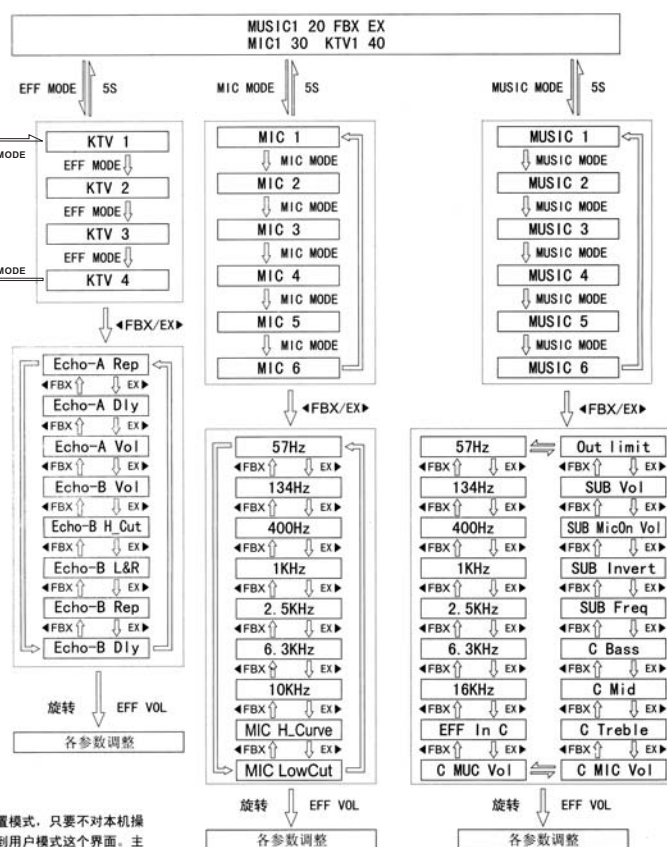 MUSIC1 20 FBX EX
MIC1 30 KTV1 40
EFF MODE 5S
MIC MODE 5S
MUSIC MODE 5S
MODE
KTV 1
EFF MODE
KTV 2
EFF MODE
KTV 3
EFF MODE
KTV 4
MODE
◀FBX/EX▶
Echo-A Rep
◀FBX EX▶
Echo-A Dly
◀FBX EX▶
Echo-A Vol
◀FBX EX▶
Echo-B Vol
◀FBX EX▶
Echo-B H_Cut
◀FBX EX▶
Echo-B L&R
◀FBX EX▶
Echo-B Rep
◀FBX EX▶
Echo-B Dly
旋转 EFF VOL
各参数调整
MIC 1
MIC MODE
MIC 2
MIC MODE
MIC 3
MIC MODE
MIC 4
MIC MODE
MIC 5
MIC MODE
MIC 6
◀FBX/EX▶
57Hz
◀FBX EX▶
134Hz
◀FBX EX▶
400Hz
◀FBX EX▶
1KHz
◀FBX EX▶
2.5KHz
◀FBX EX▶
6.3KHz
◀FBX EX▶
10KHz
◀FBX EX▶
MIC H_Curve
◀FBX EX▶
MIC LowCut
旋转 EFF VOL
各参数调整
MUSIC 1
MUSIC MODE
MUSIC 2
MUSIC MODE
MUSIC 3
MUSIC MODE
MUSIC 4
MUSIC MODE
MUSIC 5
MUSIC MODE
MUSIC 6
◀FBX/EX▶
57Hz
◀FBX EX▶
134Hz
◀FBX EX▶
400Hz
◀FBX EX▶
1KHz
◀FBX EX▶
2.5KHz
◀FBX EX▶
6.3KHz
◀FBX EX▶
16KHz
◀FBX EX▶
EFF In C
◀FBX EX▶
C MUC Vol
Out limit
◀FBX EX▶
SUB Vol
◀FBX EX▶
SUB MicOn Vol
◀FBX EX▶
SUB Invert
◀FBX EX▶
SUB Freq
◀FBX EX▶
C Bass
◀FBX EX▶
C Mid
◀FBX EX▶
C Treble
◀FBX EX▶
C MIC Vol
旋转 EFF VOL
各参数调整
置模式，只要不对本机操
到用户模式这个界面。主